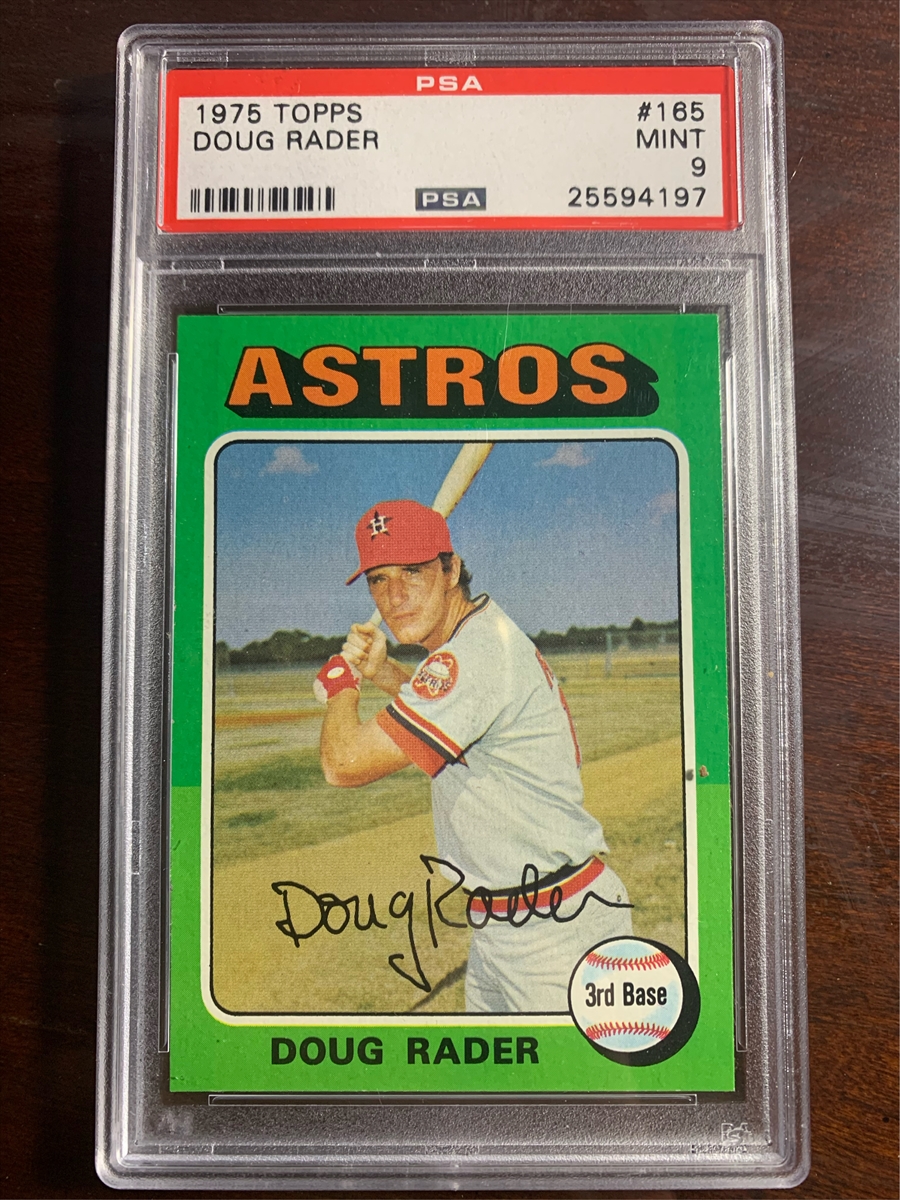 PSA
1975 TOPPS #165
DOUG RADER MINT
9
PSA 25594197
ASTROS
H
Doug Rader
3rd Base
DOUG RADER